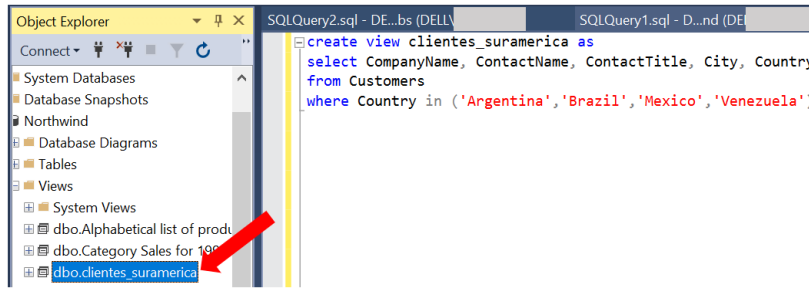 Object Explorer
Connect
System Databases
Database Snapshots
Northwind
Database Diagrams
Tables
Views
System Views
dbo.Alphabetical list of produ
dbo.Category Sales for 199
dbo.clientes_suramerica
SQLQuery2.sql - DE...bs (DELL\
SQLQuery1.sql - D...nd (DEL
create view clientes_suramerica as
select CompanyName, ContactName, ContactTitle, City, Country
from Customers
where Country in ('Argentina','Brazil','Mexico','Venezuela')